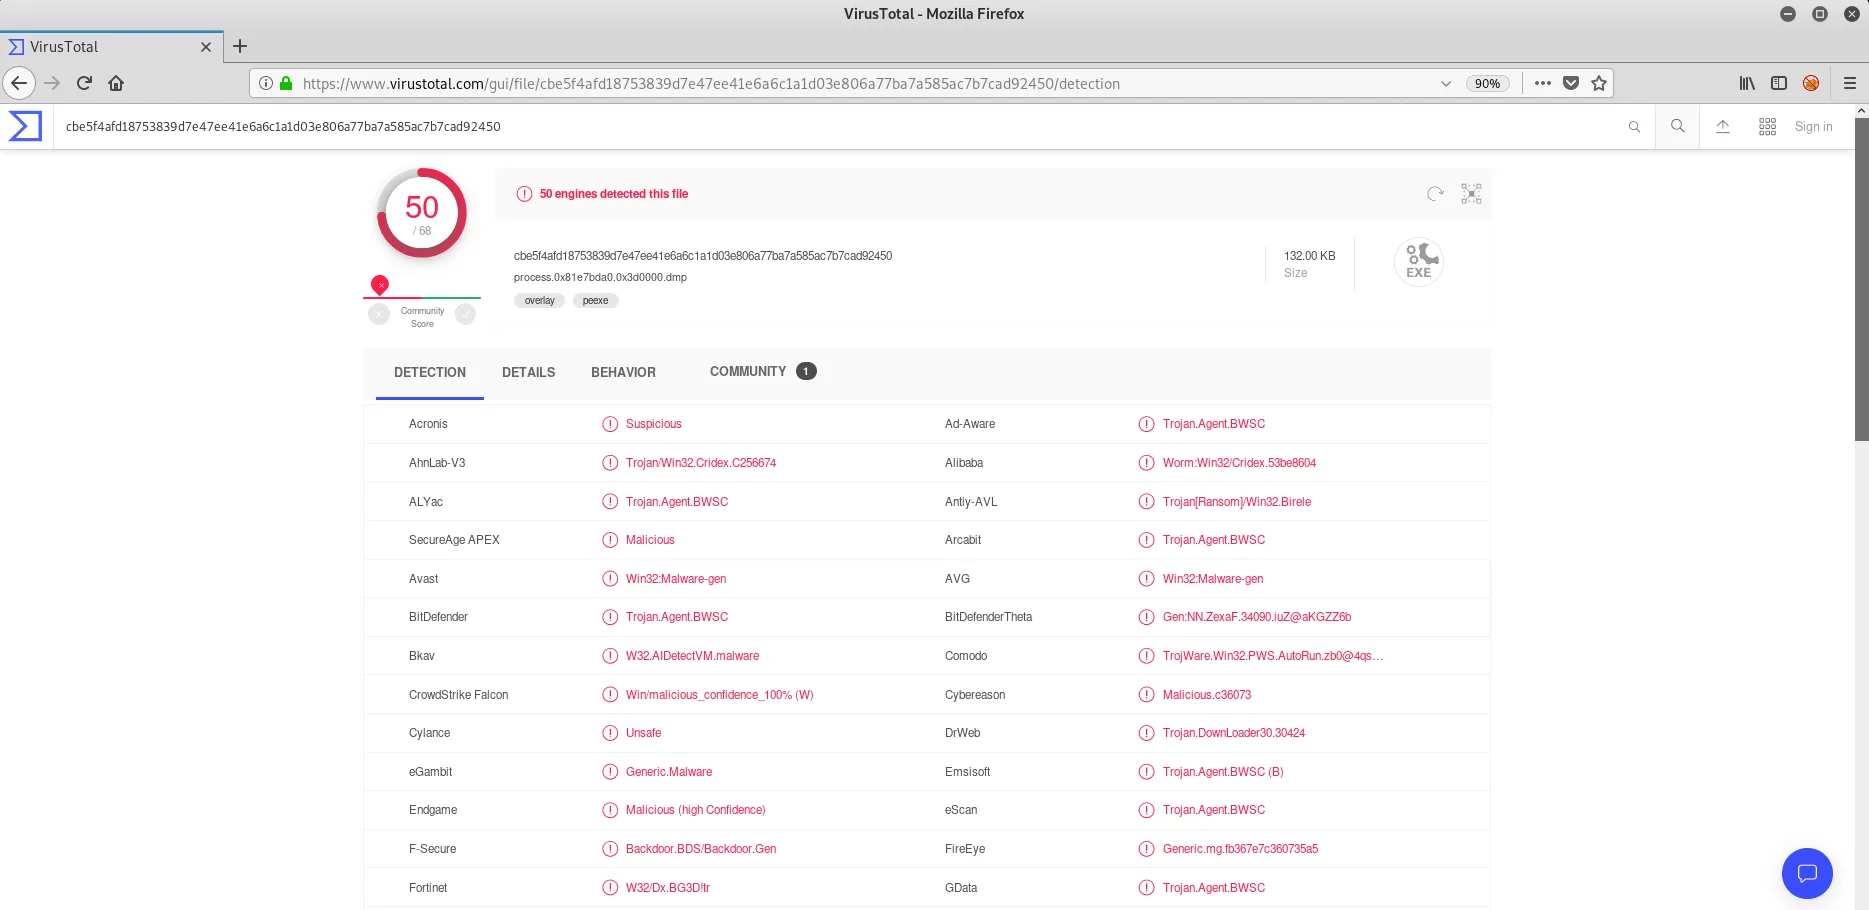 VirusTotal - Mozilla Firefox
VirusTotal
https://www.virustotal.com/gui/file/cbe5f4afd18753839d7e47ee41e6a6c1a1d03e806a77ba7a585ac7b7cad92450/detection 90%
cbe5f4afd18753839d7e47ee41e6a6c1a1d03e806a77ba7a585ac7b7cad92450 Sign in
50
/ 68
Community
Score
50 engines detected this file
cbe5f4afd18753839d7e47ee41e6a6c1a1d03e806a77ba7a585ac7b7cad92450
process.0x81e7bda0.0x3d0000.dmp
overlay peexe
132.00 KB
Size
EXE
DETECTION DETAILS BEHAVIOR COMMUNITY 1
Acronis Suspicious Ad-Aware Trojan.Agent.BWSC
AhnLab-V3 Trojan/Win32.Cridex.C256674 Alibaba Worm:Win32/Cridex.53be8604
ALYac Trojan.Agent.BWSC Antiy-AVL Trojan[Ransom]/Win32.Birele
SecureAge APEX Malicious Arcabit Trojan.Agent.BWSC
Avast Win32:Malware-gen AVG Win32:Malware-gen
BitDefender Trojan.Agent.BWSC BitDefenderTheta Gen:NN.ZexaF.34090.iuZ@aKGZZ6b
Bkav W32.AIDetectVM.malware Comodo TrojWare.Win32.PWS.AutoRun.zb0@4qs...
CrowdStrike Falcon Win/malicious_confidence_100% (W) Cybereason Malicious.c36073
Cylance Unsafe DrWeb Trojan.DownLoader30.30424
eGambit Generic.Malware Emsisoft Trojan.Agent.BWSC (B)
Endgame Malicious (high Confidence) eScan Trojan.Agent.BWSC
F-Secure Backdoor.BDS/Backdoor.Gen FireEye Generic.mg.fb367e7c360735a5
Fortinet W32/Dx.BG3D!tr GData Trojan.Agent.BWSC